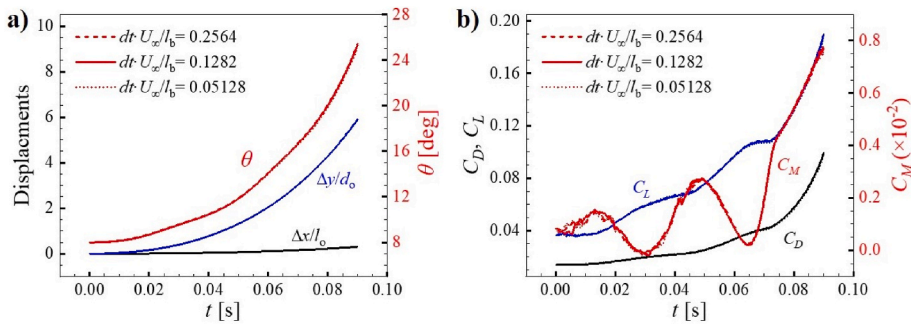 a)
10
8
6
4
2
0
Displacments
dt·U∞/lb= 0.2564
dt·U∞/lb= 0.1282
dt·U∞/lb= 0.05128
θ
Δy/do
Δx/lo
28
24
20
16
12
8
4
θ [deg]
0.00 0.02 0.04 0.06 0.08 0.10
t [s]
b)
0.20
0.16
0.12
0.08
0.04
CD, CL
dt·U∞/lb= 0.2564
dt·U∞/lb= 0.1282
dt·U∞/lb= 0.05128
CL
CM
CD
0.8
0.6
0.4
0.2
0.0
CM (×10-2)
0.00 0.02 0.04 0.06 0.08 0.10
t [s]